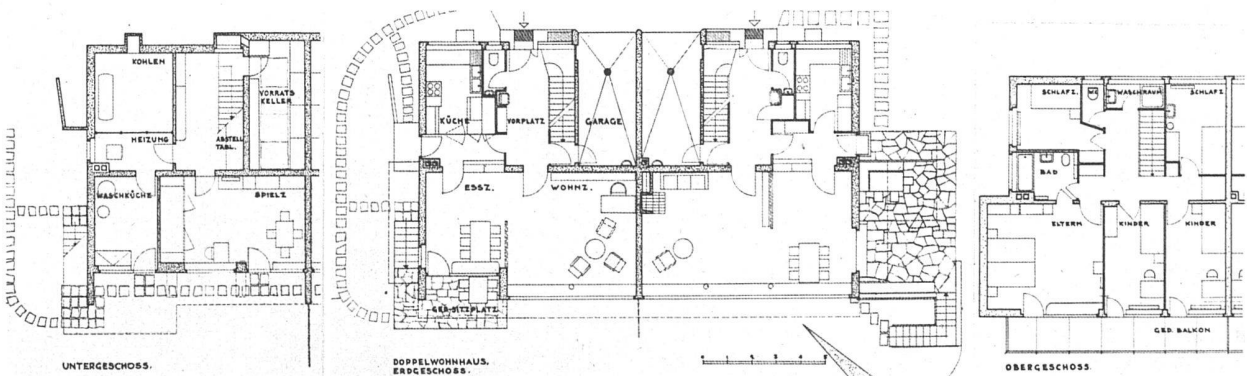 KOHLEN
HEIZUNG
VORRATS
KELLER
ABSTELL
TABL.
WASCHKÜCHE
SPIELZ.
UNTERGESCHOSS.
KÜCHE
VORPLATZ
GARAGE
ESSZ.
WOHNZ.
GED. SITZPLATZ.
DOPPELWOHNHAUS.
ERDGESCHOSS.
SCHLAFZ.
WC
WASCHRAUM
SCHLAFZ.
BAD
ELTERN
KINDER
KINDER
GED. BALKON
OBERGESCHOSS.